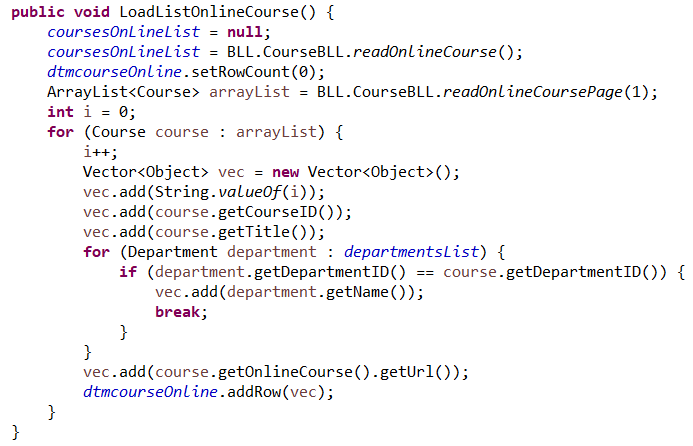 public void LoadListOnlineCourse() {
    coursesOnLineList = null;
    coursesOnLineList = BLL.CourseBLL.readOnlineCourse();
    dtmcourseOnline.setRowCount(0);
    ArrayList<Course> arrayList = BLL.CourseBLL.readOnlineCoursePage(1);
    int i = 0;
    for (Course course : arrayList) {
        i++;
        Vector<Object> vec = new Vector<Object>();
        vec.add(String.valueOf(i));
        vec.add(course.getCourseID());
        vec.add(course.getTitle());
        for (Department department : departmentsList) {
            if (department.getDepartmentID() == course.getDepartmentID()) {
                vec.add(department.getName());
                break;
            }
        }
        vec.add(course.getOnlineCourse().getUrl());
        dtmcourseOnline.addRow(vec);
    }
}